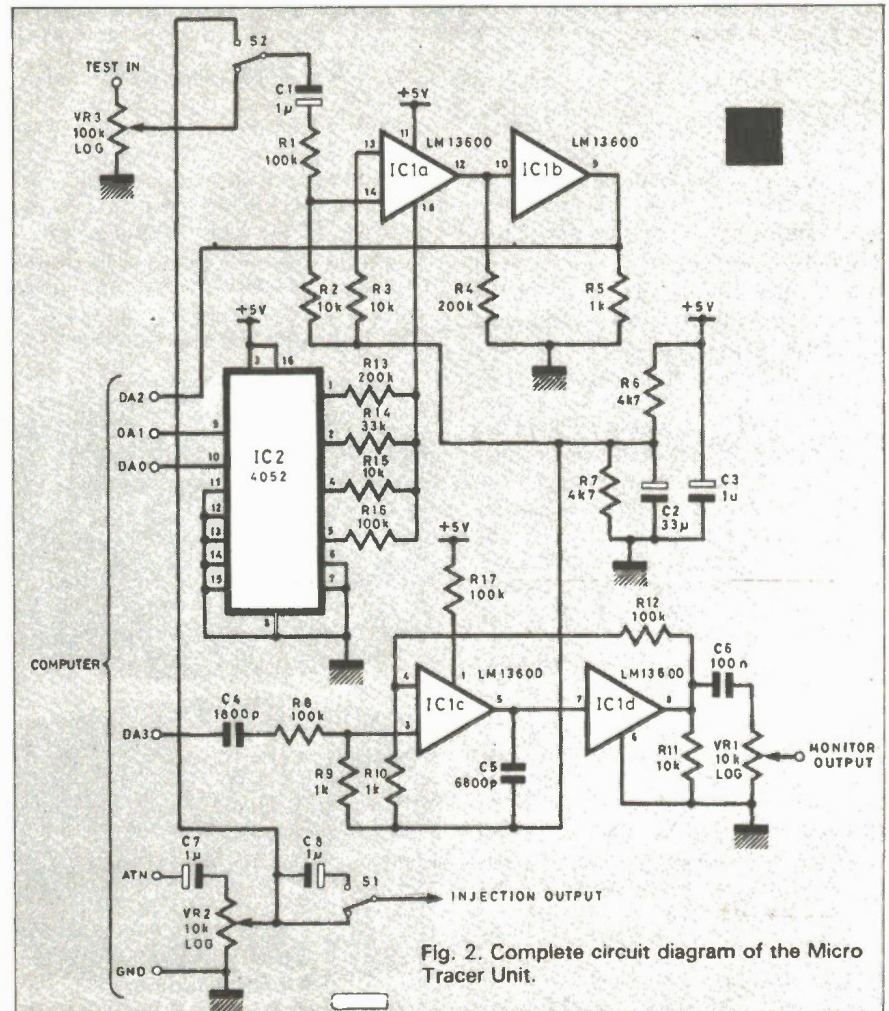 S2
TEST IN
VR3
100k
LOG
C1
1µ
R1
100k
+5V
11
13
14
IC1a
LM13600
12
16
10
IC1b
LM13600
9
R2
10k
R3
10k
R4
200k
R5
1k
+5V
+5V
3
16
R6
4k7
R7
4k7
C2
33µ
C3
1u
DA2
DA1
9
DA0
10
11
12
13
14
15
IC2
4052
1
2
4
5
6
7
8
R13
200k
R14
33k
R15
10k
R16
100k
+5V
R17
100k
R12
100k
COMPUTER
DA3
C4
1800p
R8
100k
4
3
1
IC1c
LM13600
5
R9
1k
R10
1k
C5
6800p
7
IC1d
LM13600
8
6
R11
10k
C6
100n
VR1
10k
LOG
MONITOR
OUTPUT
ATN
C7
1µ
C8
1µ
S1
INJECTION OUTPUT
VR2
10k
LOG
GND
Fig. 2. Complete circuit diagram of the Micro
Tracer Unit.